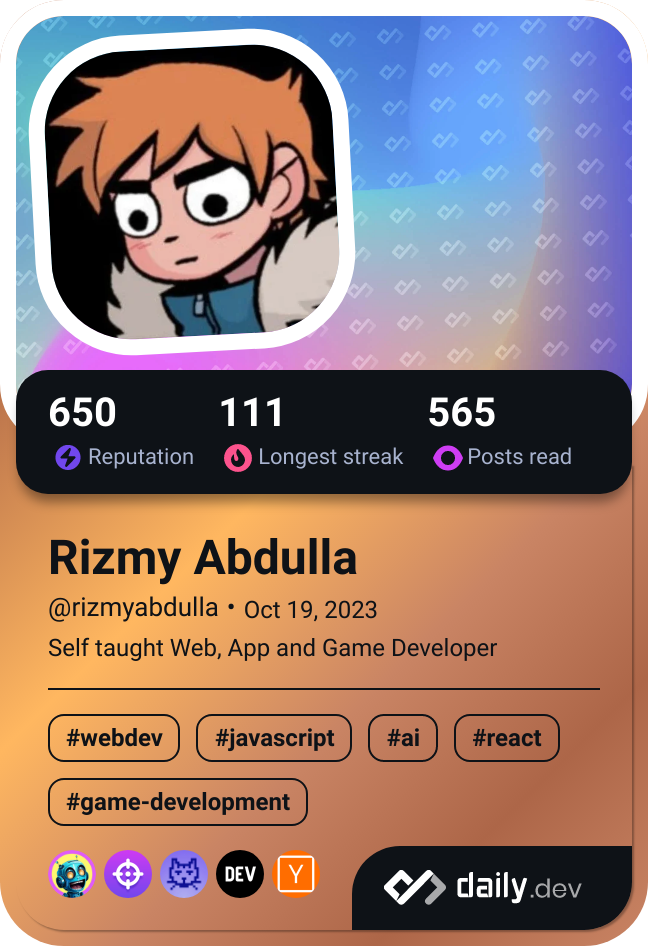 650 111 565
Reputation Longest streak Posts read
Rizmy Abdulla
@rizmyabdulla • Oct 19, 2023
Self taught Web, App and Game Developer
#webdev #javascript #ai #react
#game-development
DEV Y daily.dev